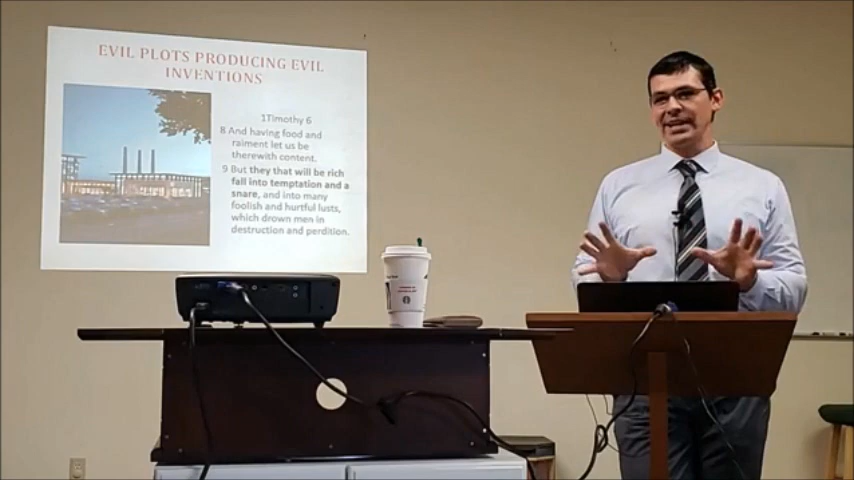 EVIL PLOTS PRODUCING EVIL
INVENTIONS
1Timothy 6
8 And having food and
raiment let us be
therewith content.
9 But they that will be rich
fall into temptation and a
snare, and into many
foolish and hurtful lusts,
which drown men in
destruction and perdition.